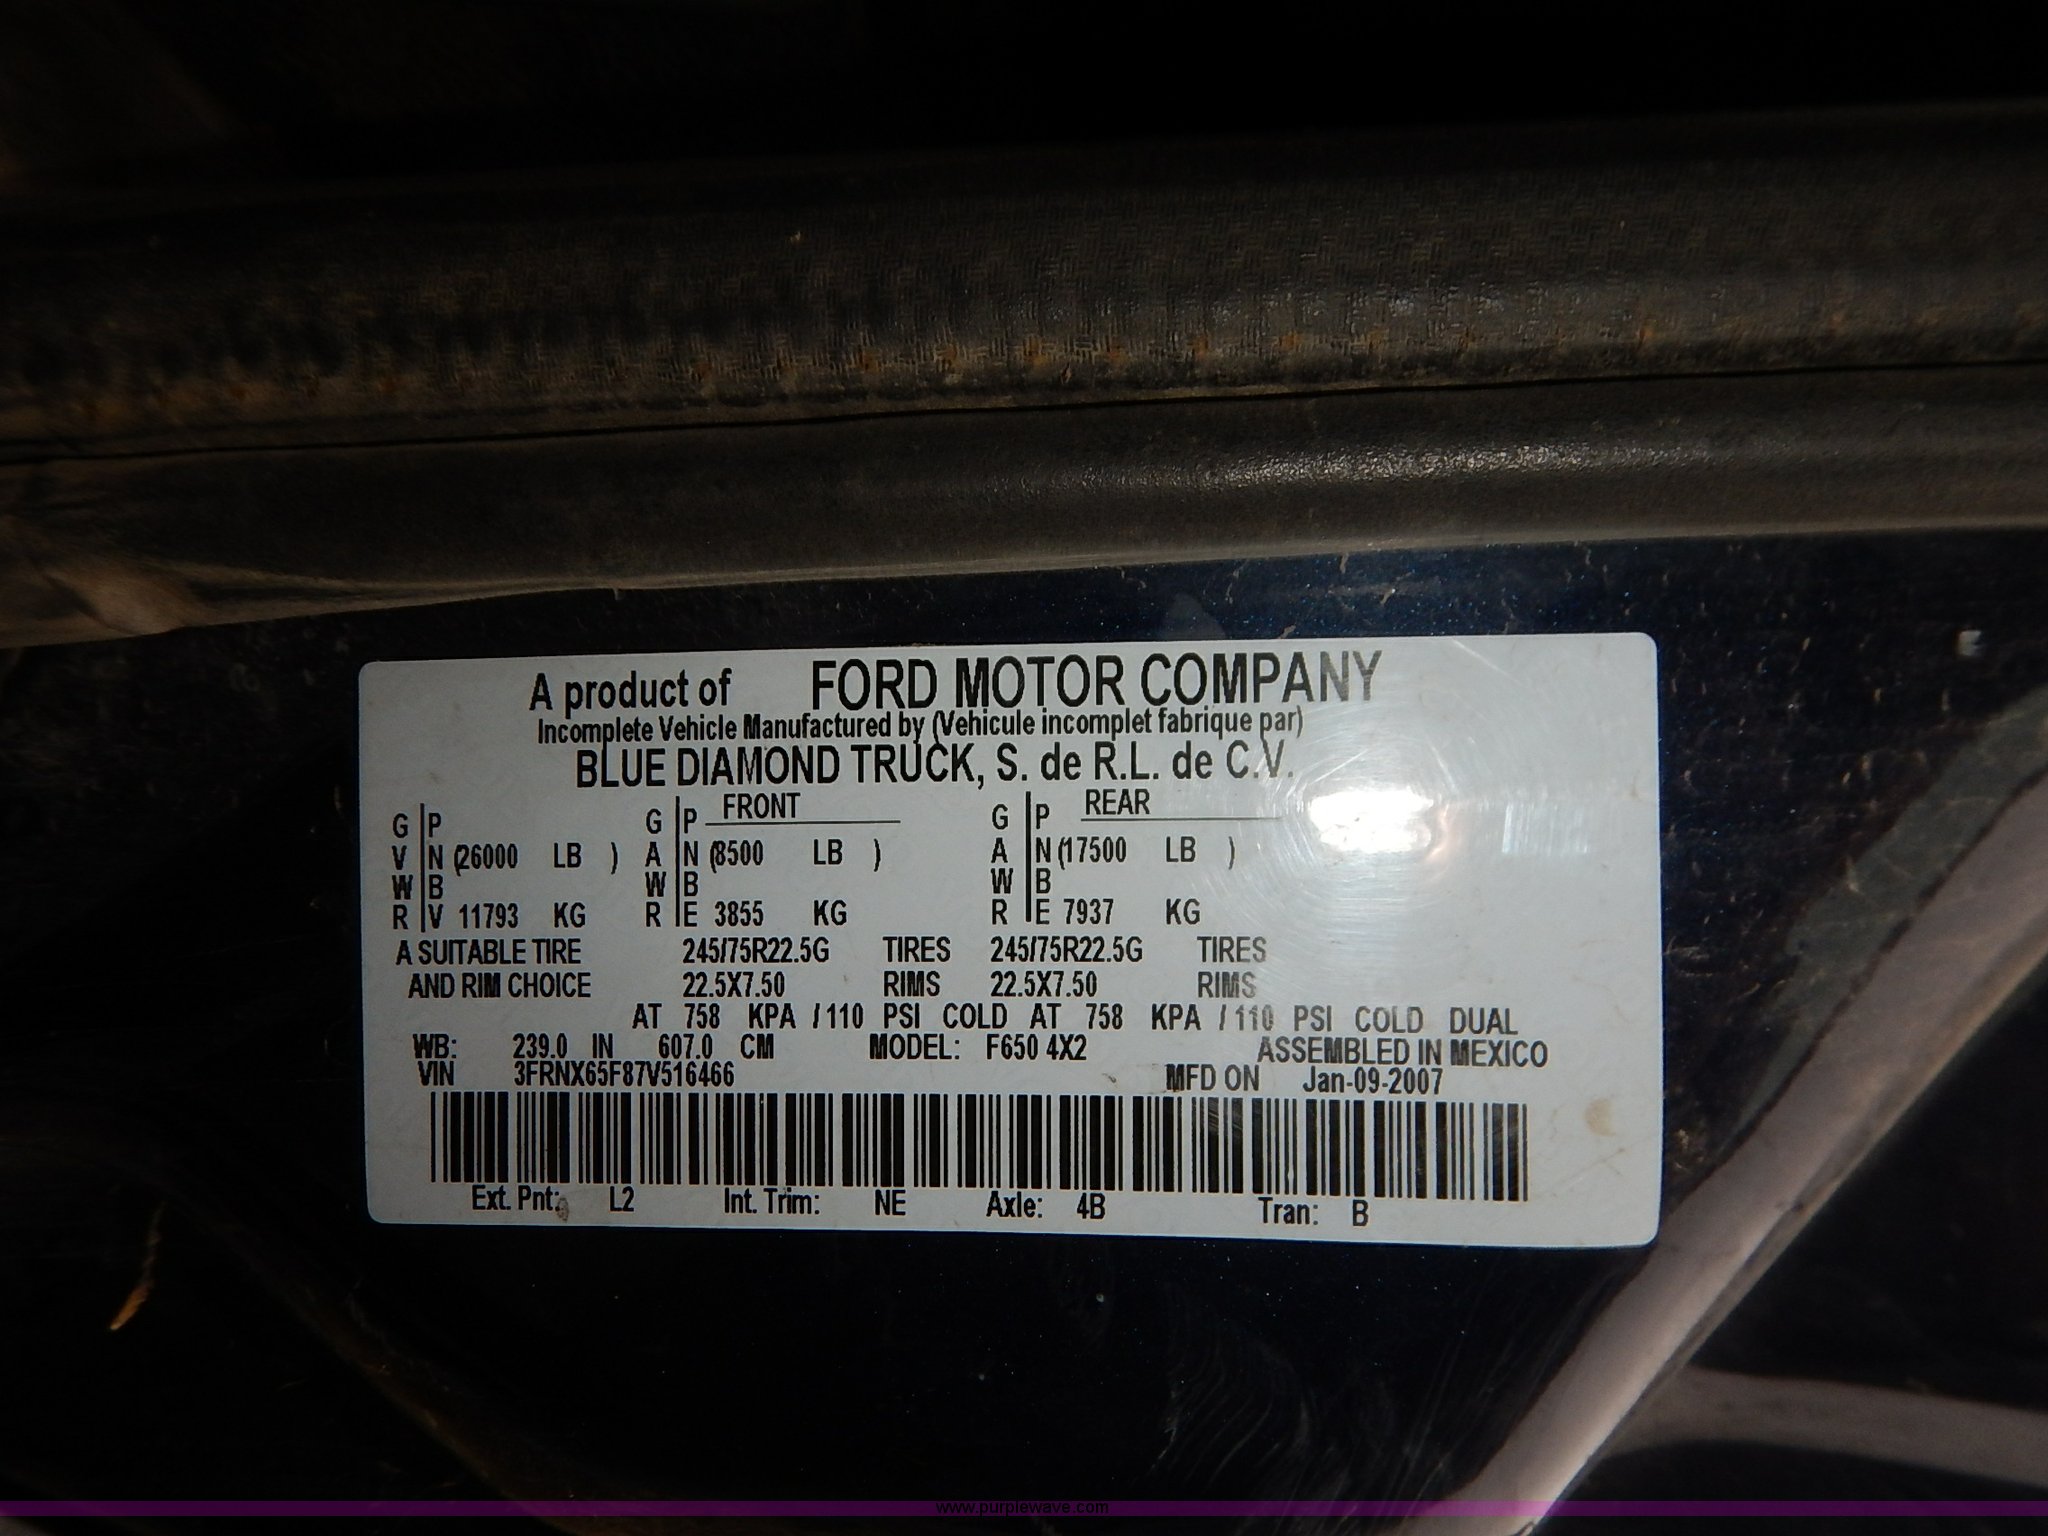 A product of FORD MOTOR COMPANY
Incomplete Vehicle Manufactured by (Vehicule incomplet fabrique par)
BLUE DIAMOND TRUCK, S. de R.L. de C.V.
G P G P FRONT G P REAR
V N (26000 LB ) A N (8500 LB ) A N (17500 LB )
W B W B W B
R V 11793 KG R E 3855 KG R E 7937 KG
A SUITABLE TIRE 245/75R22.5G TIRES 245/75R22.5G TIRES
AND RIM CHOICE 22.5X7.50 RIMS 22.5X7.50 RIMS
AT 758 KPA / 110 PSI COLD AT 758 KPA / 110 PSI COLD DUAL
WB: 239.0 IN 607.0 CM MODEL: F650 4X2 ASSEMBLED IN MEXICO
VIN 3FRNX65F87V516466 MFD ON Jan-09-2007
Ext. Pnt: L2 Int. Trim: NE Axle: 4B Tran: B
www.purplewave.com